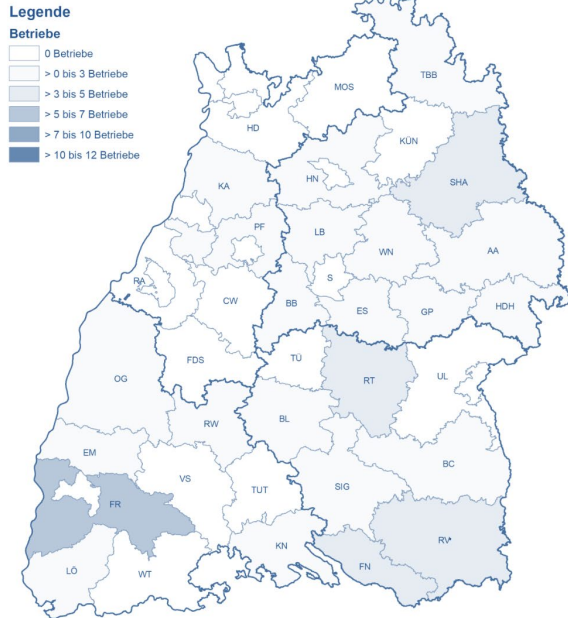 Legende
Betriebe
0 Betriebe
> 0 bis 3 Betriebe
> 3 bis 5 Betriebe
> 5 bis 7 Betriebe
> 7 bis 10 Betriebe
> 10 bis 12 Betriebe
TBB
MOS
HD
KÜN
HN
SHA
KA
PF
LB
WN
AA
RA
S
CW
BB
ES
GP
HDH
FDS
TÜ
RT
UL
OG
RW
BL
EM
VS
BC
SIG
TUT
FR
KN
RV
FN
LÖ
WT